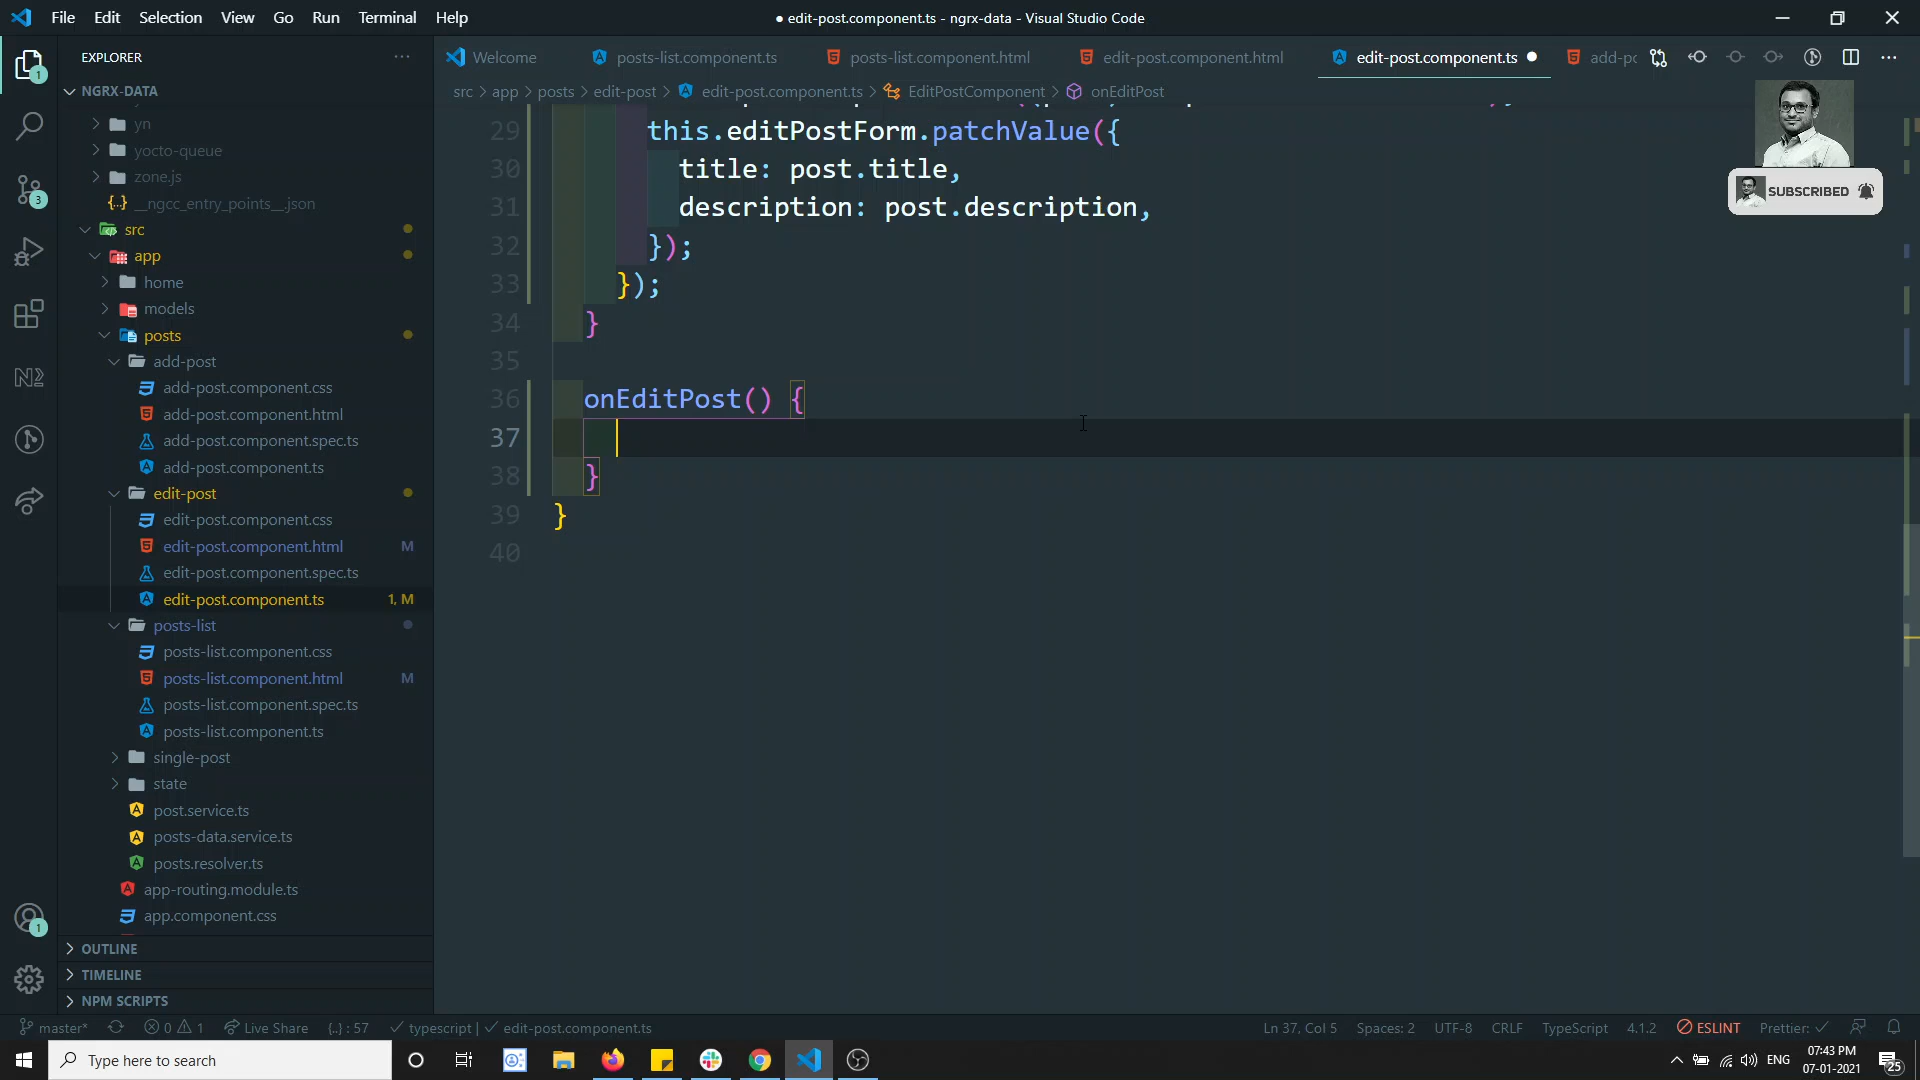 File Edit Selection View Go Run Terminal Help
● edit-post.component.ts - ngrx-data - Visual Studio Code
EXPLORER
Welcome
posts-list.component.ts
posts-list.component.html
edit-post.component.html
edit-post.component.ts
add-pc
NGRX-DATA
src > app > posts > edit-post > edit-post.component.ts > EditPostComponent > onEditPost
yn
yocto-queue
zone.js
__ngcc_entry_points__.json
src
app
home
models
posts
add-post
add-post.component.css
add-post.component.html
add-post.component.spec.ts
add-post.component.ts
edit-post
edit-post.component.css
edit-post.component.html M
edit-post.component.spec.ts
edit-post.component.ts 1, M
posts-list
posts-list.component.css
posts-list.component.html M
posts-list.component.spec.ts
posts-list.component.ts
single-post
state
post.service.ts
posts-data.service.ts
posts.resolver.ts
app-routing.module.ts
app.component.css
OUTLINE
TIMELINE
NPM SCRIPTS
29 this.editPostForm.patchValue({
30 title: post.title,
31 description: post.description,
32 });
33 });
34 }
35
36 onEditPost() {
37
38 }
39 }
40
SUBSCRIBED
1
3
1
master* 0 1 Live Share {..} : 57 typescript | edit-post.component.ts
Ln 37, Col 5 Spaces: 2 UTF-8 CRLF TypeScript 4.1.2 ESLINT Prettier: ✓
Type here to search
ENG
07:43 PM
07-01-2021
25